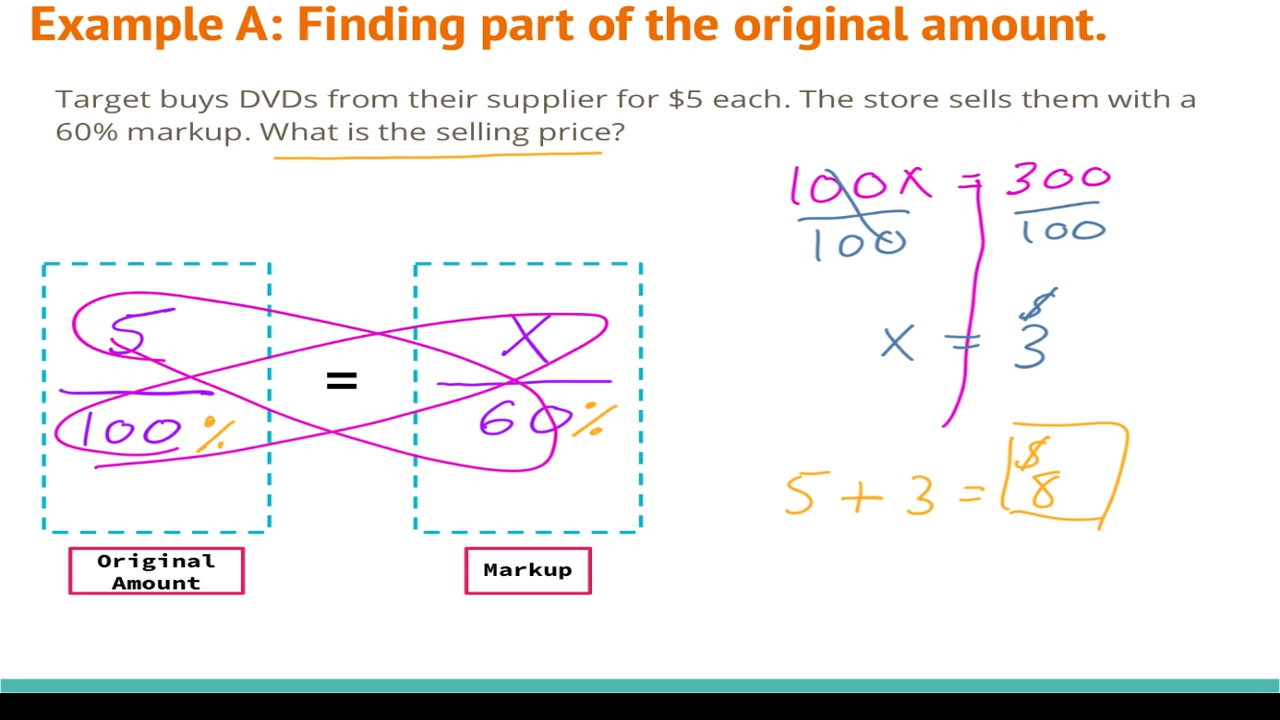 Example A: Finding part of the original amount.
Target buys DVDs from their supplier for $5 each. The store sells them with a
60% markup. What is the selling price?
100x = 300
100 100
x = $3
5 + 3 = $8
5 = x
100% 60%
Original
Amount
Markup